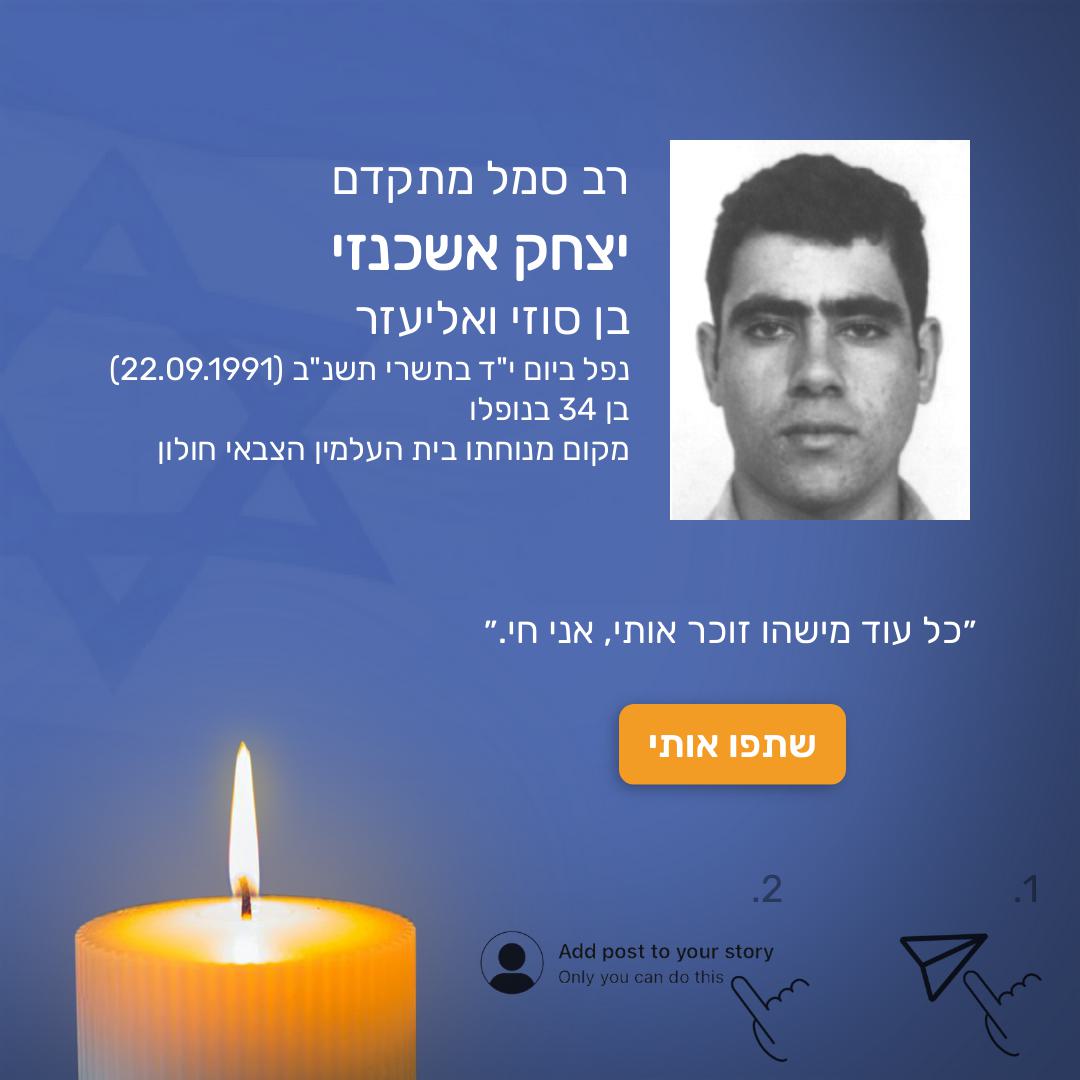 רב סמל מתקדם
יצחק אשכנזי
בן סוזי ואליעזר
נפל ביום י"ד בתשרי תשנ"ב (22.09.1991)
בן 34 בנופלו
מקום מנוחתו בית העלמין הצבאי חולון
״כל עוד מישהו זוכר אותי, אני חי.״
שתפו אותי
1.
2.
Add post to your story
Only you can do this